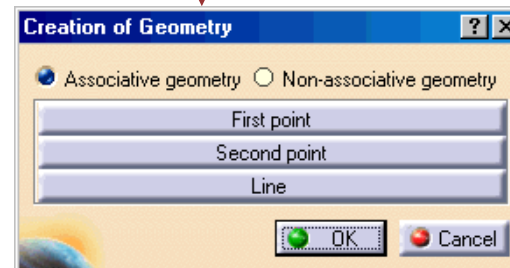 Creation of Geometry
Associative geometry Non-associative geometry
First point
Second point
Line
OK Cancel